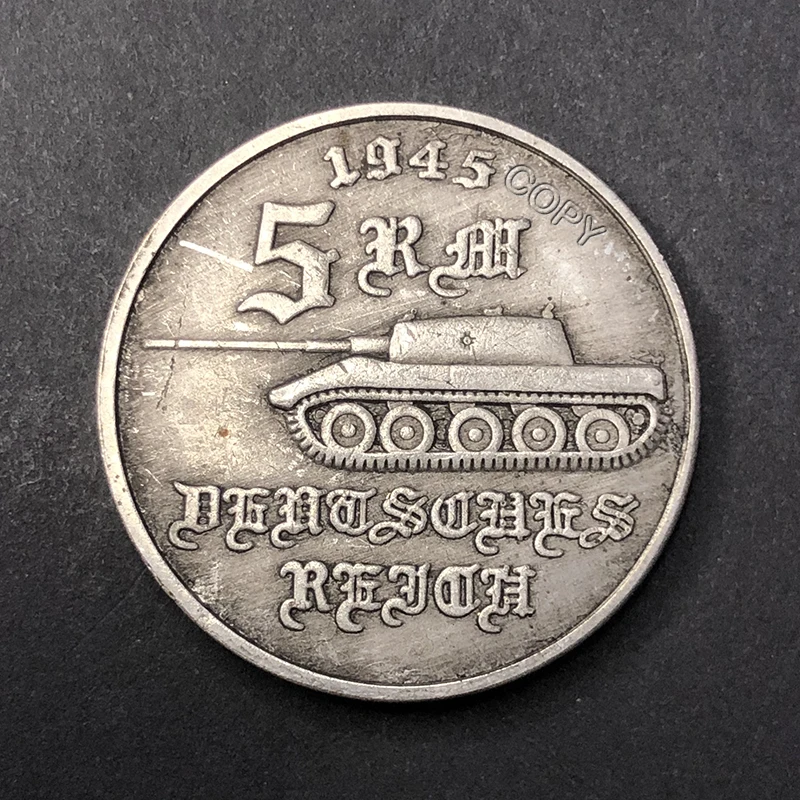 1945 COPY
5 RM
DEUTSCHES
REICH